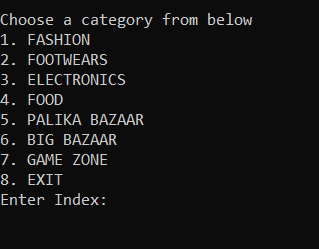 Choose a category from below
1. FASHION
2. FOOTWEARS
3. ELECTRONICS
4. FOOD
5. PALIKA BAZAAR
6. BIG BAZAAR
7. GAME ZONE
8. EXIT
Enter Index: